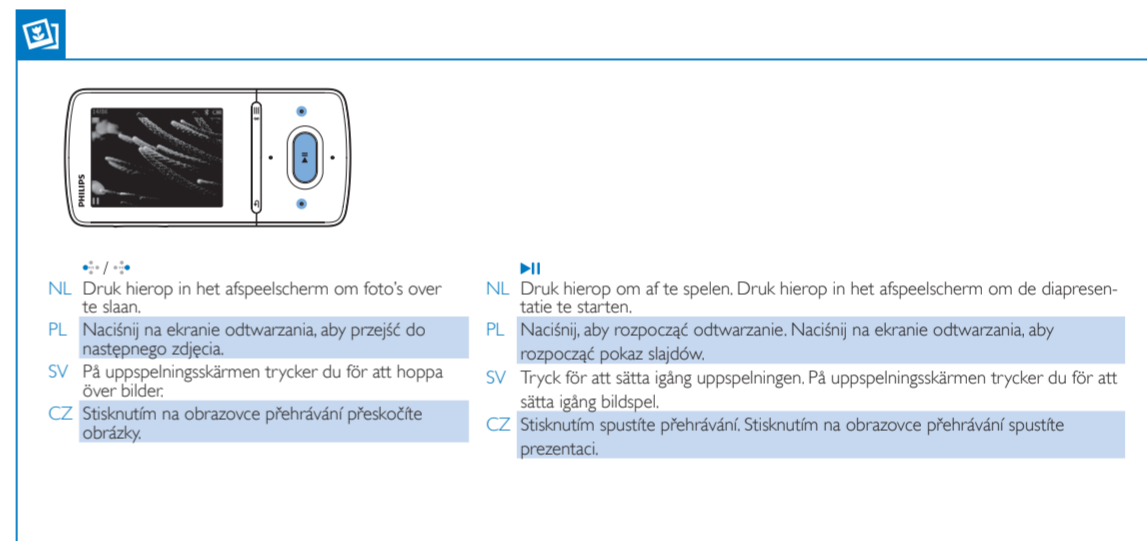 PHILIPS
/
NL Druk hierop in het afspeelscherm om foto's over
te slaan.
PL Naciśnij na ekranie odtwarzania, aby przejść do
następnego zdjęcia.
SV På uppspelningsskärmen trycker du för att hoppa
över bilder.
CZ Stisknutím na obrazovce přehrávání přeskočíte
obrázky.
NL Druk hierop om af te spelen. Druk hierop in het afspeelscherm om de diapresen-
tatie te starten.
PL Naciśnij, aby rozpocząć odtwarzanie. Naciśnij na ekranie odtwarzania, aby
rozpocząć pokaz slajdów.
SV Tryck för att sätta igång uppspelningen. På uppspelningsskärmen trycker du för att
sätta igång bildspel.
CZ Stisknutím spustíte přehrávání. Stisknutím na obrazovce přehrávání spustíte
prezentaci.